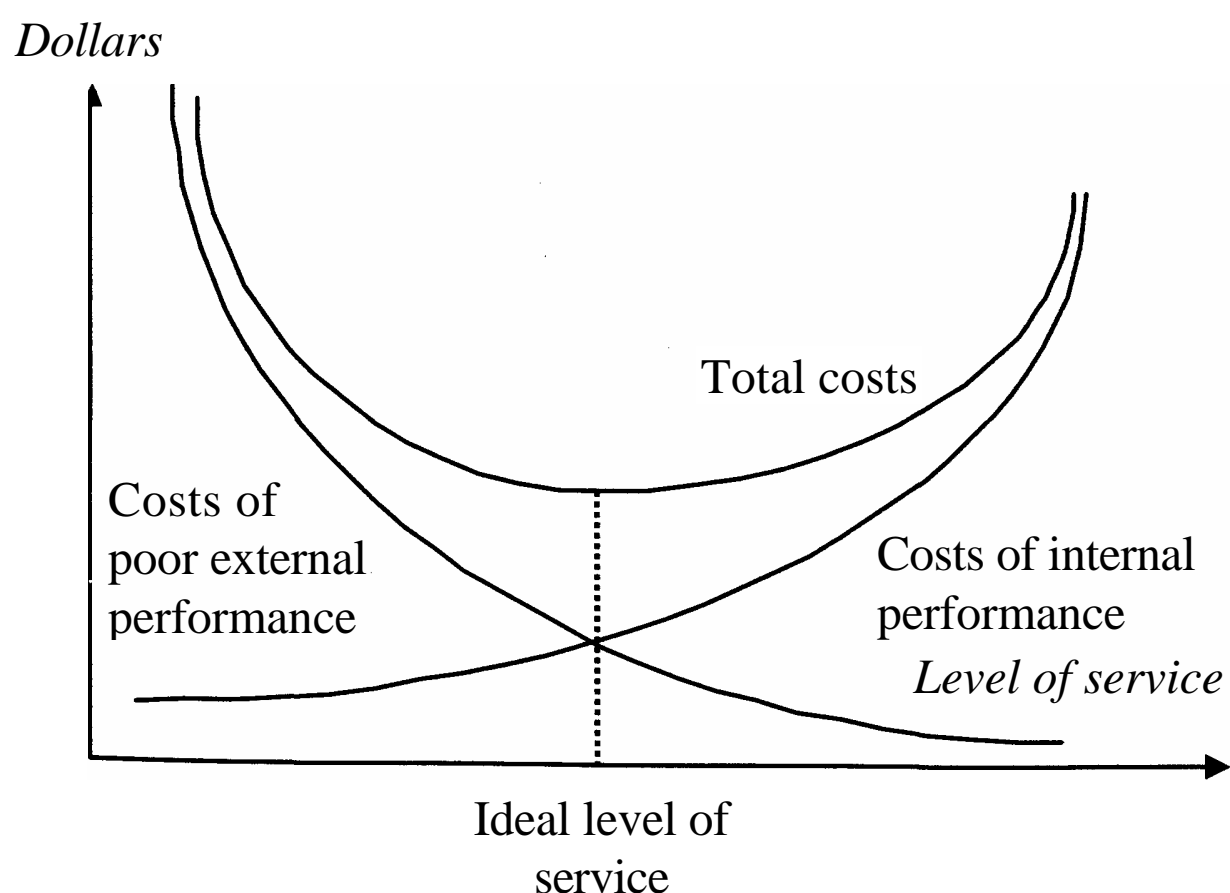 Dollars
Total costs
Costs of
poor external
performance
Costs of internal
performance
Level of service
Ideal level of
service